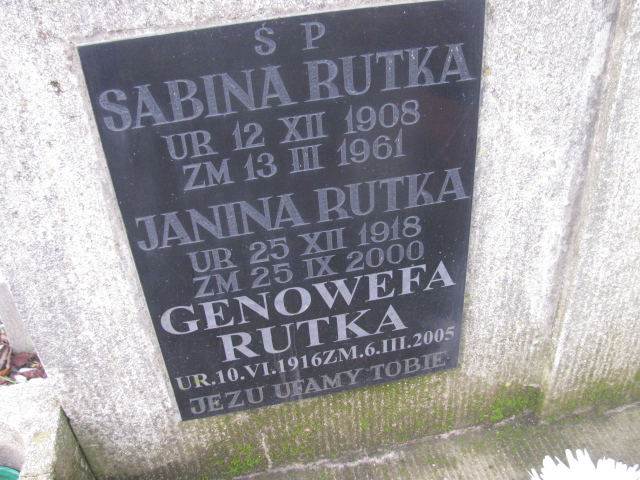 Ś P
SABINA RUTKA
UR 12 XII 1908
ZM 13 III 1961
JANINA RUTKA
UR 25 XII 1918
ZM 25 IX 2000
GENOWEFA
RUTKA
UR.10.VI.1916ZM.6.III.2005
JEZU UFAMY TOBIE